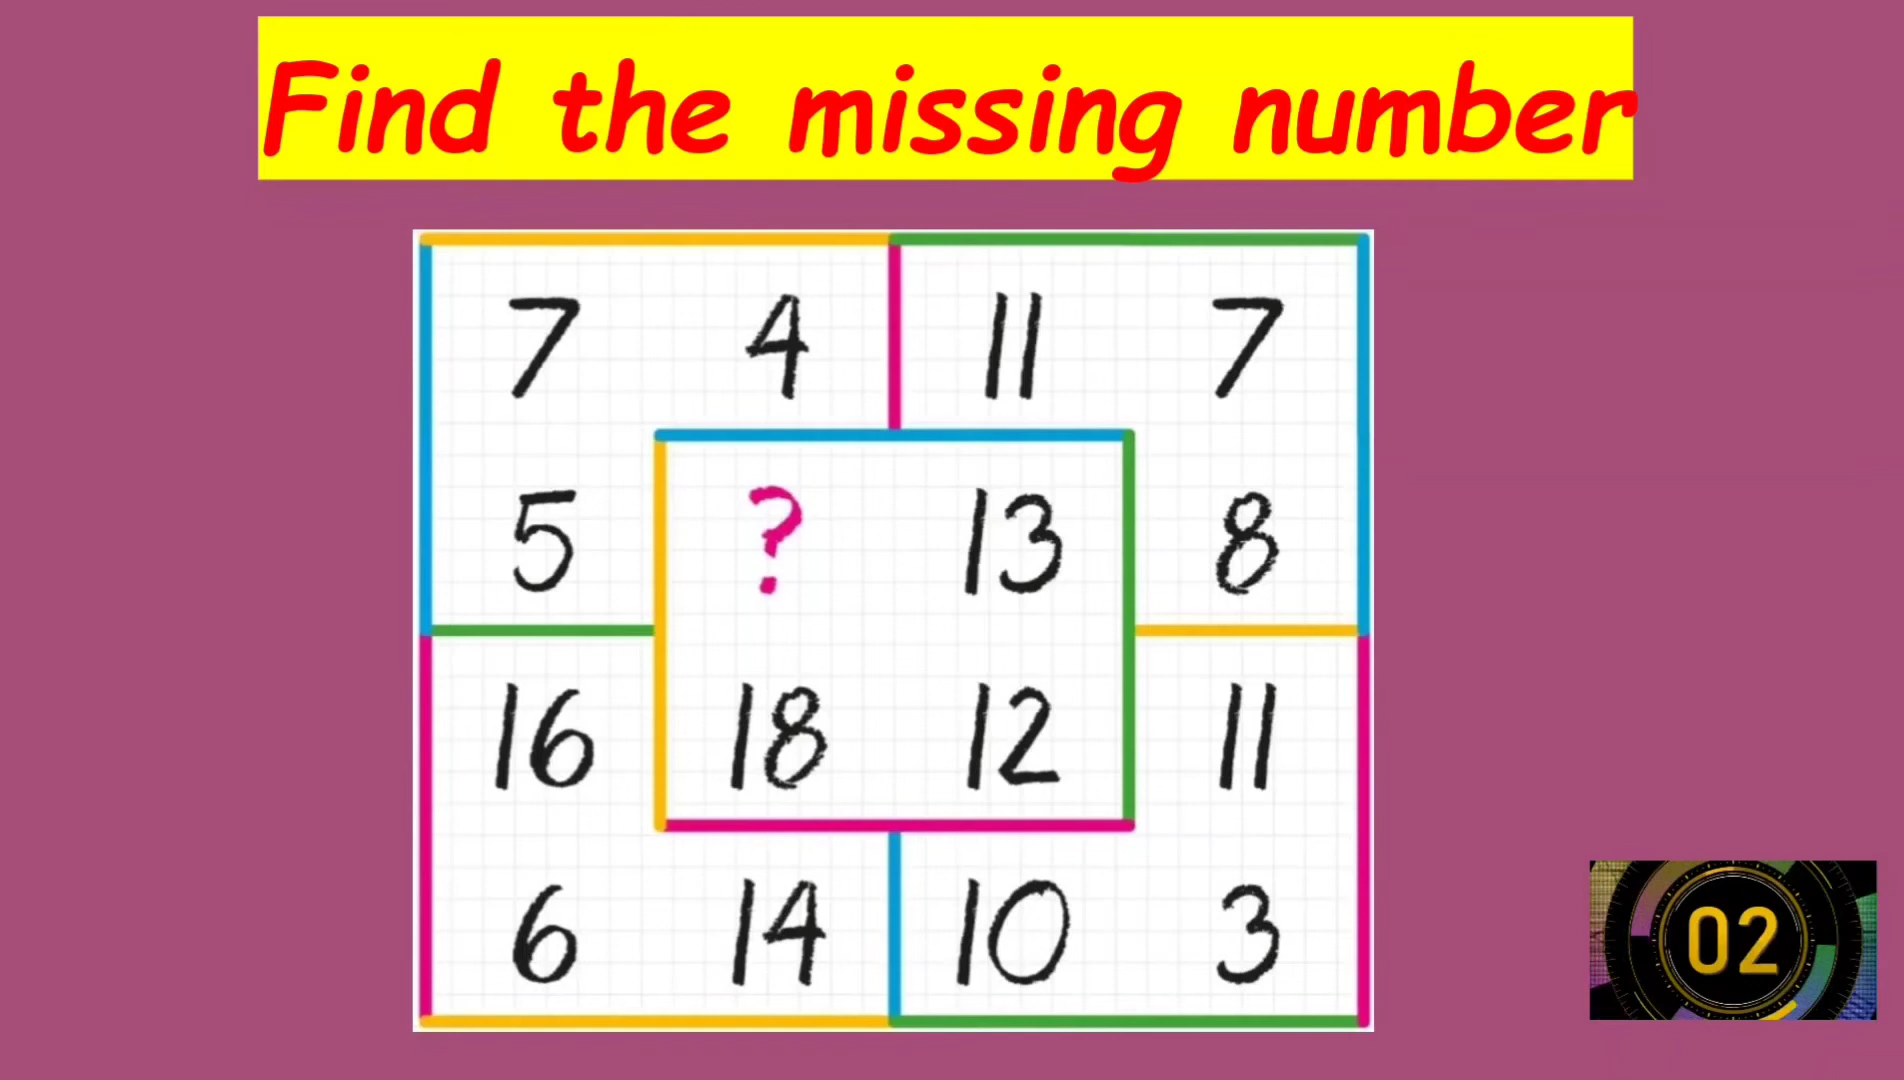 Find the missing number
7 4 11 7
5 ? 13 8
16 18 12 11
6 14 10 3
02